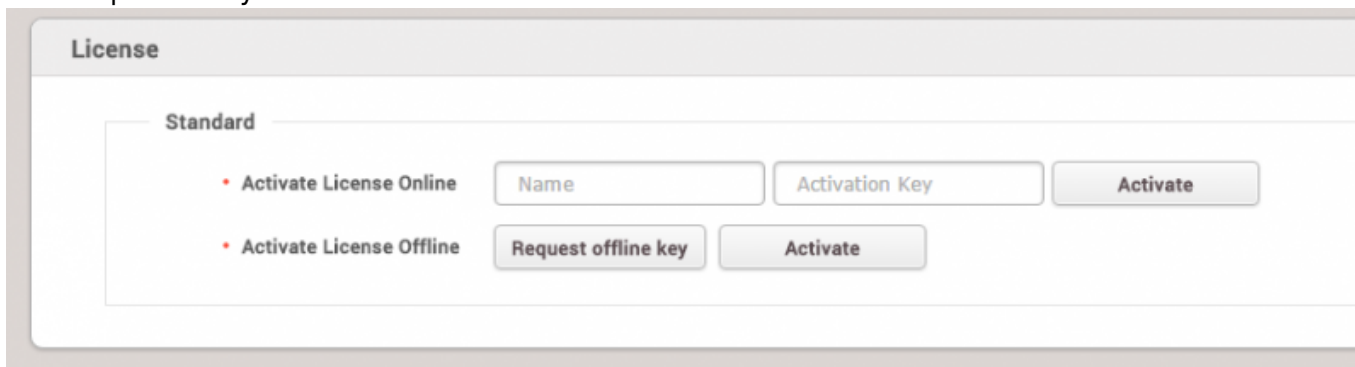 License
Standard
• Activate License Online Name Activation Key Activate
• Activate License Offline Request offline key Activate